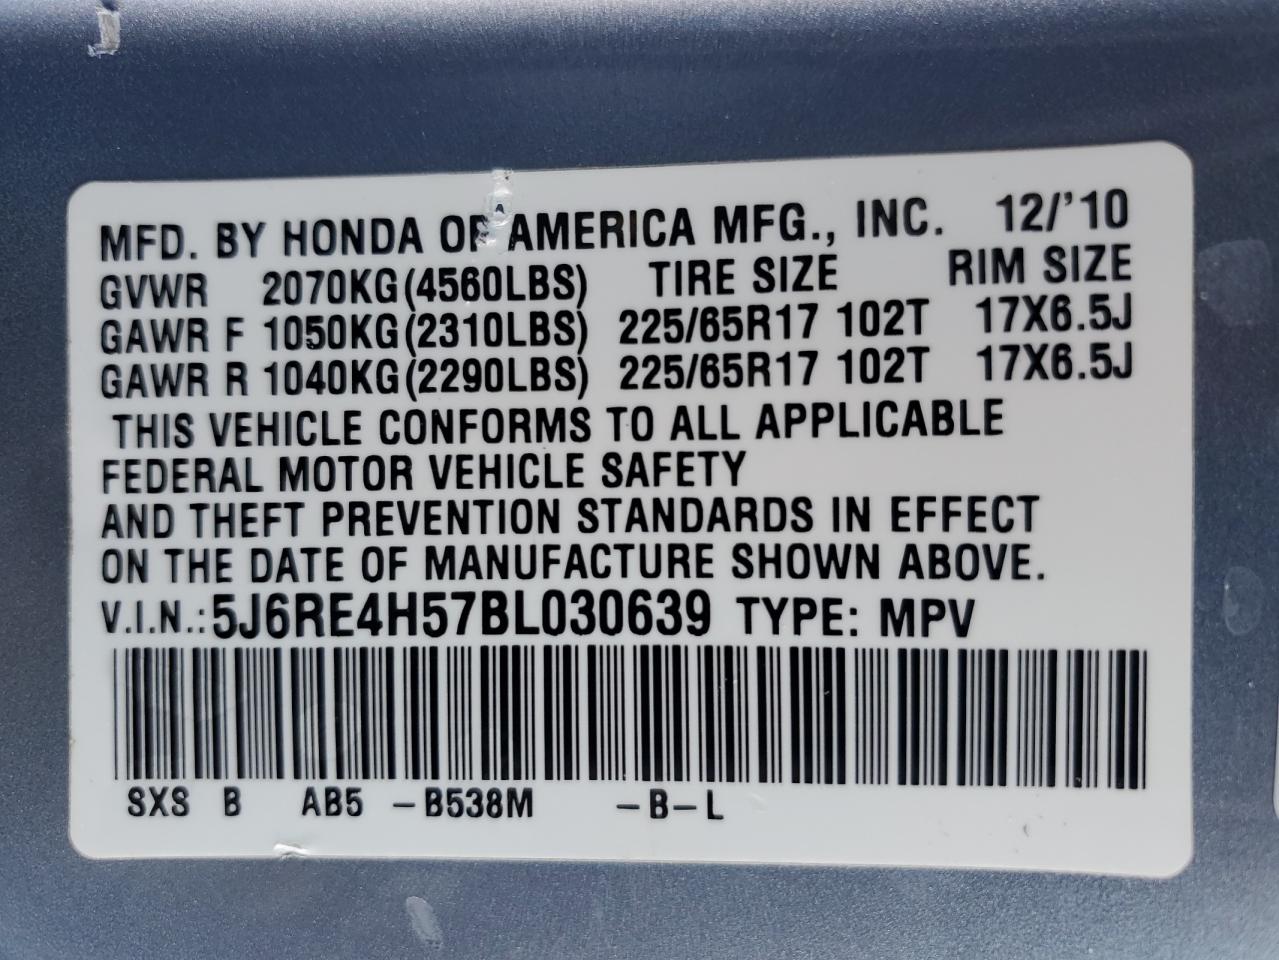 MFD. BY HONDA OF AMERICA MFG., INC. 12/'10
GVWR 2070KG(4560LBS) TIRE SIZE RIM SIZE
GAWR F 1050KG(2310LBS) 225/65R17 102T 17X6.5J
GAWR R 1040KG(2290LBS) 225/65R17 102T 17X6.5J
THIS VEHICLE CONFORMS TO ALL APPLICABLE
FEDERAL MOTOR VEHICLE SAFETY
AND THEFT PREVENTION STANDARDS IN EFFECT
ON THE DATE OF MANUFACTURE SHOWN ABOVE.
V.I.N.: 5J6RE4H57BL030639 TYPE: MPV
SXS B AB5 -B538M -B-L